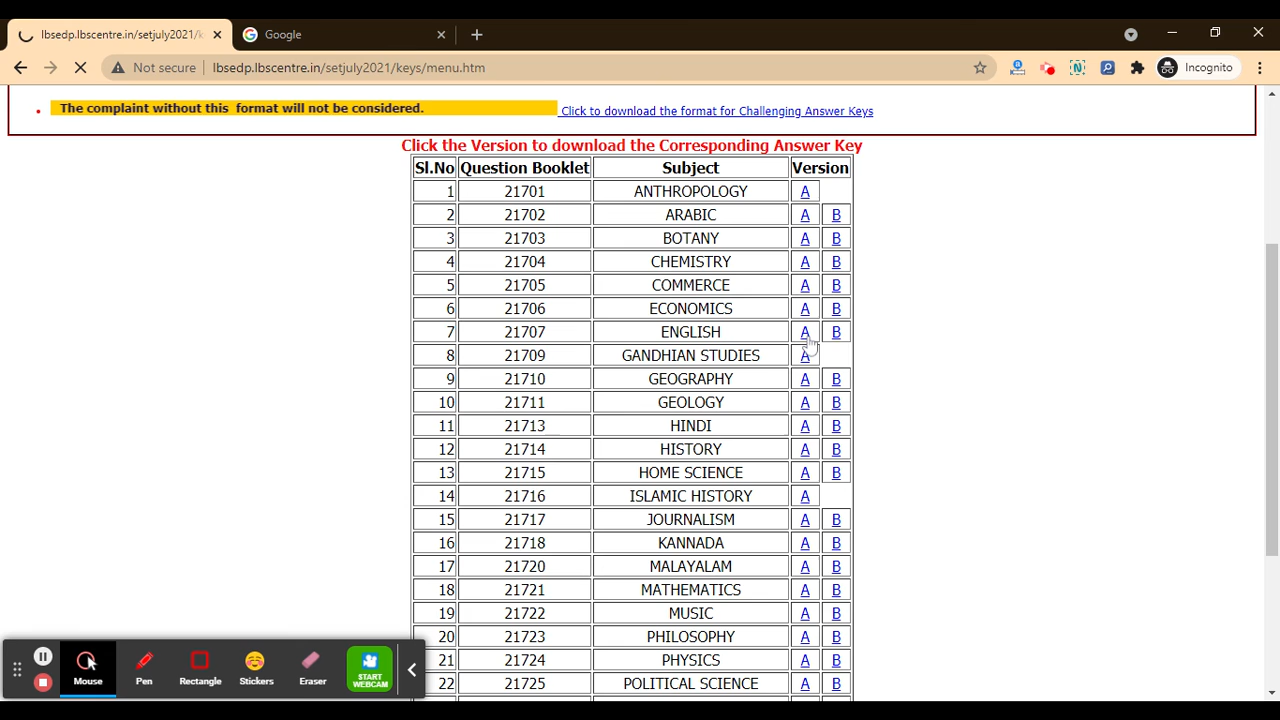 lbsedp.lbscentre.in/setjuly2021/k
Google
Not secure
lbsedp.lbscentre.in/setjuly2021/keys/menu.htm
Incognito
The complaint without this format will not be considered. Click to download the format for Challenging Answer Keys
Click the Version to download the Corresponding Answer Key
Sl.No Question Booklet Subject Version
1 21701 ANTHROPOLOGY A
2 21702 ARABIC A B
3 21703 BOTANY A B
4 21704 CHEMISTRY A B
5 21705 COMMERCE A B
6 21706 ECONOMICS A B
7 21707 ENGLISH A B
8 21709 GANDHIAN STUDIES A
9 21710 GEOGRAPHY A B
10 21711 GEOLOGY A B
11 21713 HINDI A B
12 21714 HISTORY A B
13 21715 HOME SCIENCE A B
14 21716 ISLAMIC HISTORY A
15 21717 JOURNALISM A B
16 21718 KANNADA A B
17 21720 MALAYALAM A B
18 21721 MATHEMATICS A B
19 21722 MUSIC A B
20 21723 PHILOSOPHY A B
21 21724 PHYSICS A B
22 21725 POLITICAL SCIENCE A B
Mouse Pen Rectangle Stickers Eraser START WEBCAM